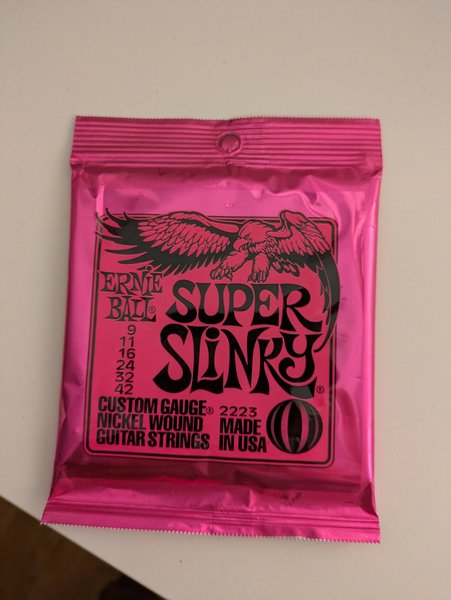 ERNIE
BALL®
SUPER
SLINKY®
9
11
16
24
32
42
CUSTOM GAUGE® 2223
NICKEL WOUND
GUITAR STRINGS
MADE
IN USA